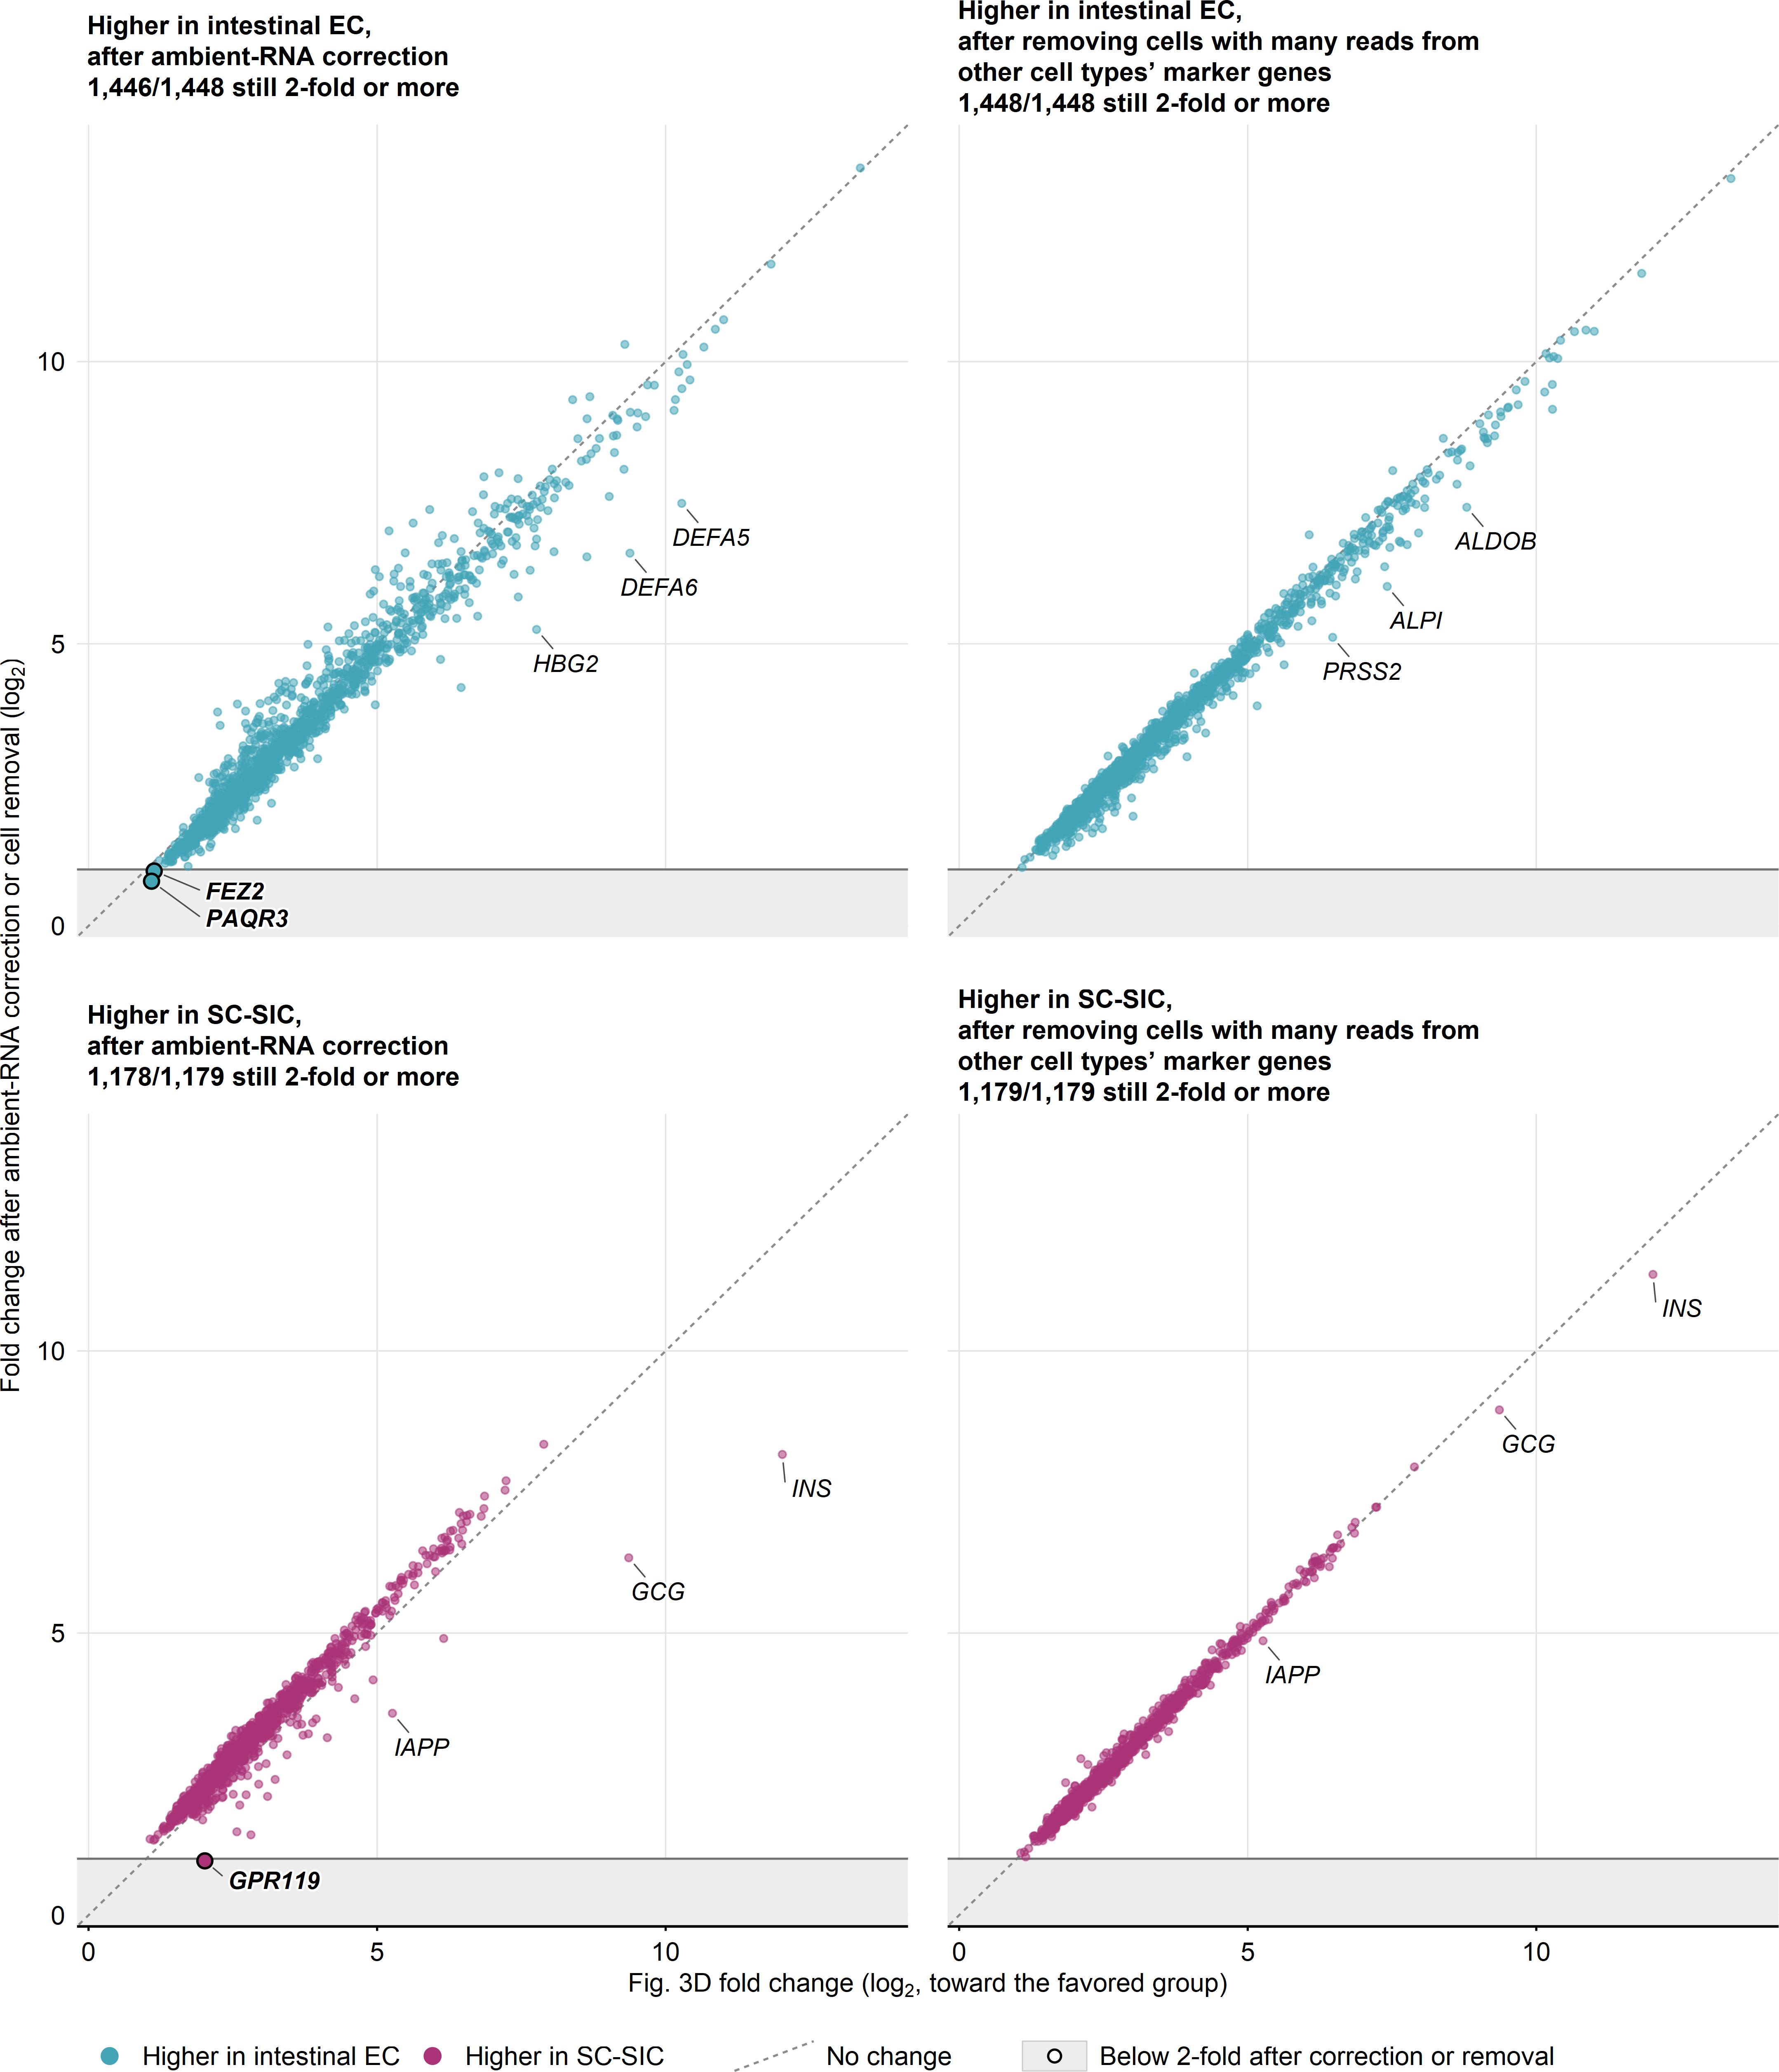 Higher in intestinal EC,
after ambient-RNA correction
1,446/1,448 still 2-fold or more
Higher in intestinal EC,
after removing cells with many reads from
other cell types’ marker genes
1,448/1,448 still 2-fold or more
10
5
0
DEFA5
DEFA6
HBG2
FEZ2
PAQR3
ALDOB
ALPI
PRSS2
Fold change after ambient-RNA correction or cell removal (log2)
Higher in SC-SIC,
after ambient-RNA correction
1,178/1,179 still 2-fold or more
Higher in SC-SIC,
after removing cells with many reads from
other cell types’ marker genes
1,179/1,179 still 2-fold or more
10
5
0
INS
GCG
IAPP
GPR119
INS
GCG
IAPP
0 5 10 0 5 10
Fig. 3D fold change (log2, toward the favored group)
Higher in intestinal EC Higher in SC-SIC No change Below 2-fold after correction or removal